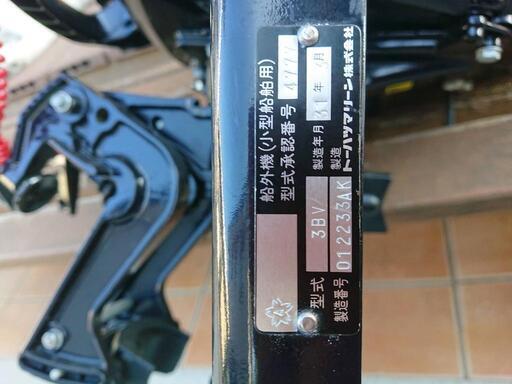 船外機(小型船舶用)
型式承認番号 4777
型式 3BV 製造年月 31年 月
製造番号 012233AK 製造 トーハツマリーン株式会社